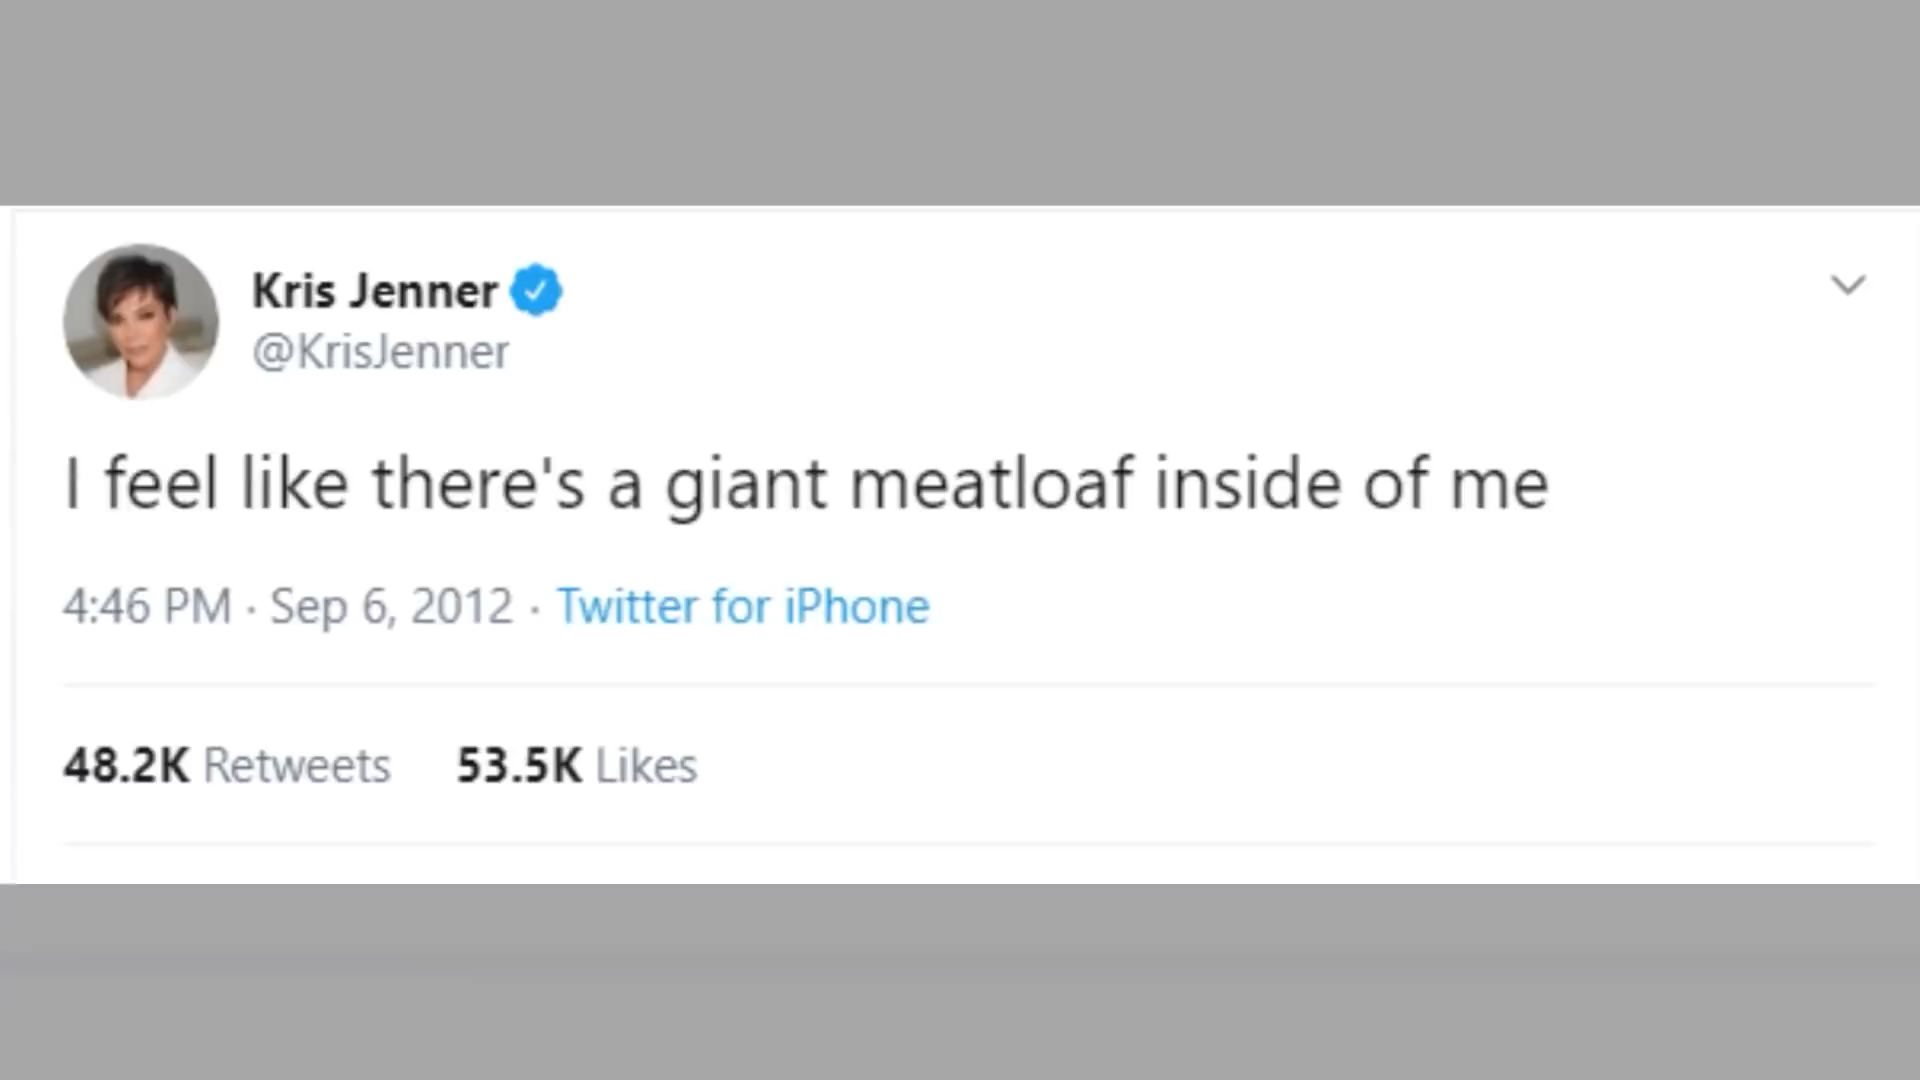 Kris Jenner
@KrisJenner
I feel like there's a giant meatloaf inside of me
4:46 PM · Sep 6, 2012 · Twitter for iPhone
48.2K Retweets 53.5K Likes